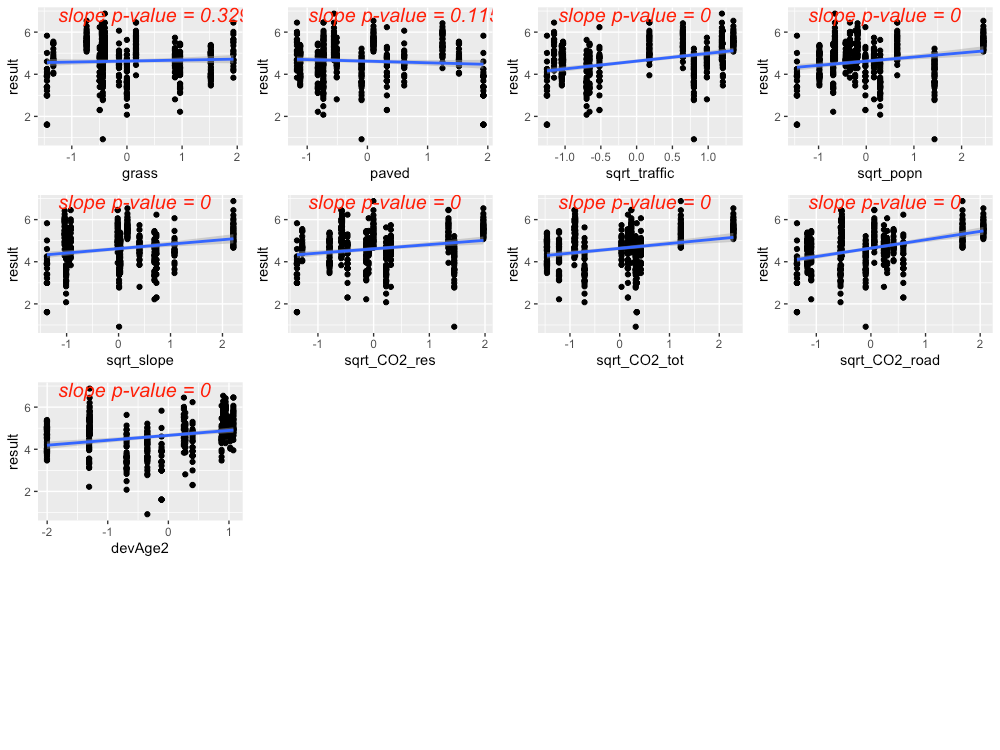 slope p-value = 0.329
slope p-value = 0.115
slope p-value = 0
slope p-value = 0
result
6
4
2
-1
0
1
2
grass
result
6
4
2
-1
0
1
2
paved
result
6
4
2
-1.0
-0.5
0.0
0.5
1.0
sqrt_traffic
result
6
4
2
-1
0
1
2
sqrt_popn
slope p-value = 0
slope p-value = 0
slope p-value = 0
slope p-value = 0
result
6
4
2
-1
0
1
2
sqrt_slope
result
6
4
2
-1
0
1
2
sqrt_CO2_res
result
6
4
2
-1
0
1
2
sqrt_CO2_tot
result
6
4
2
-1
0
1
2
sqrt_CO2_road
slope p-value = 0
result
6
4
2
-2
-1
0
1
devAge2